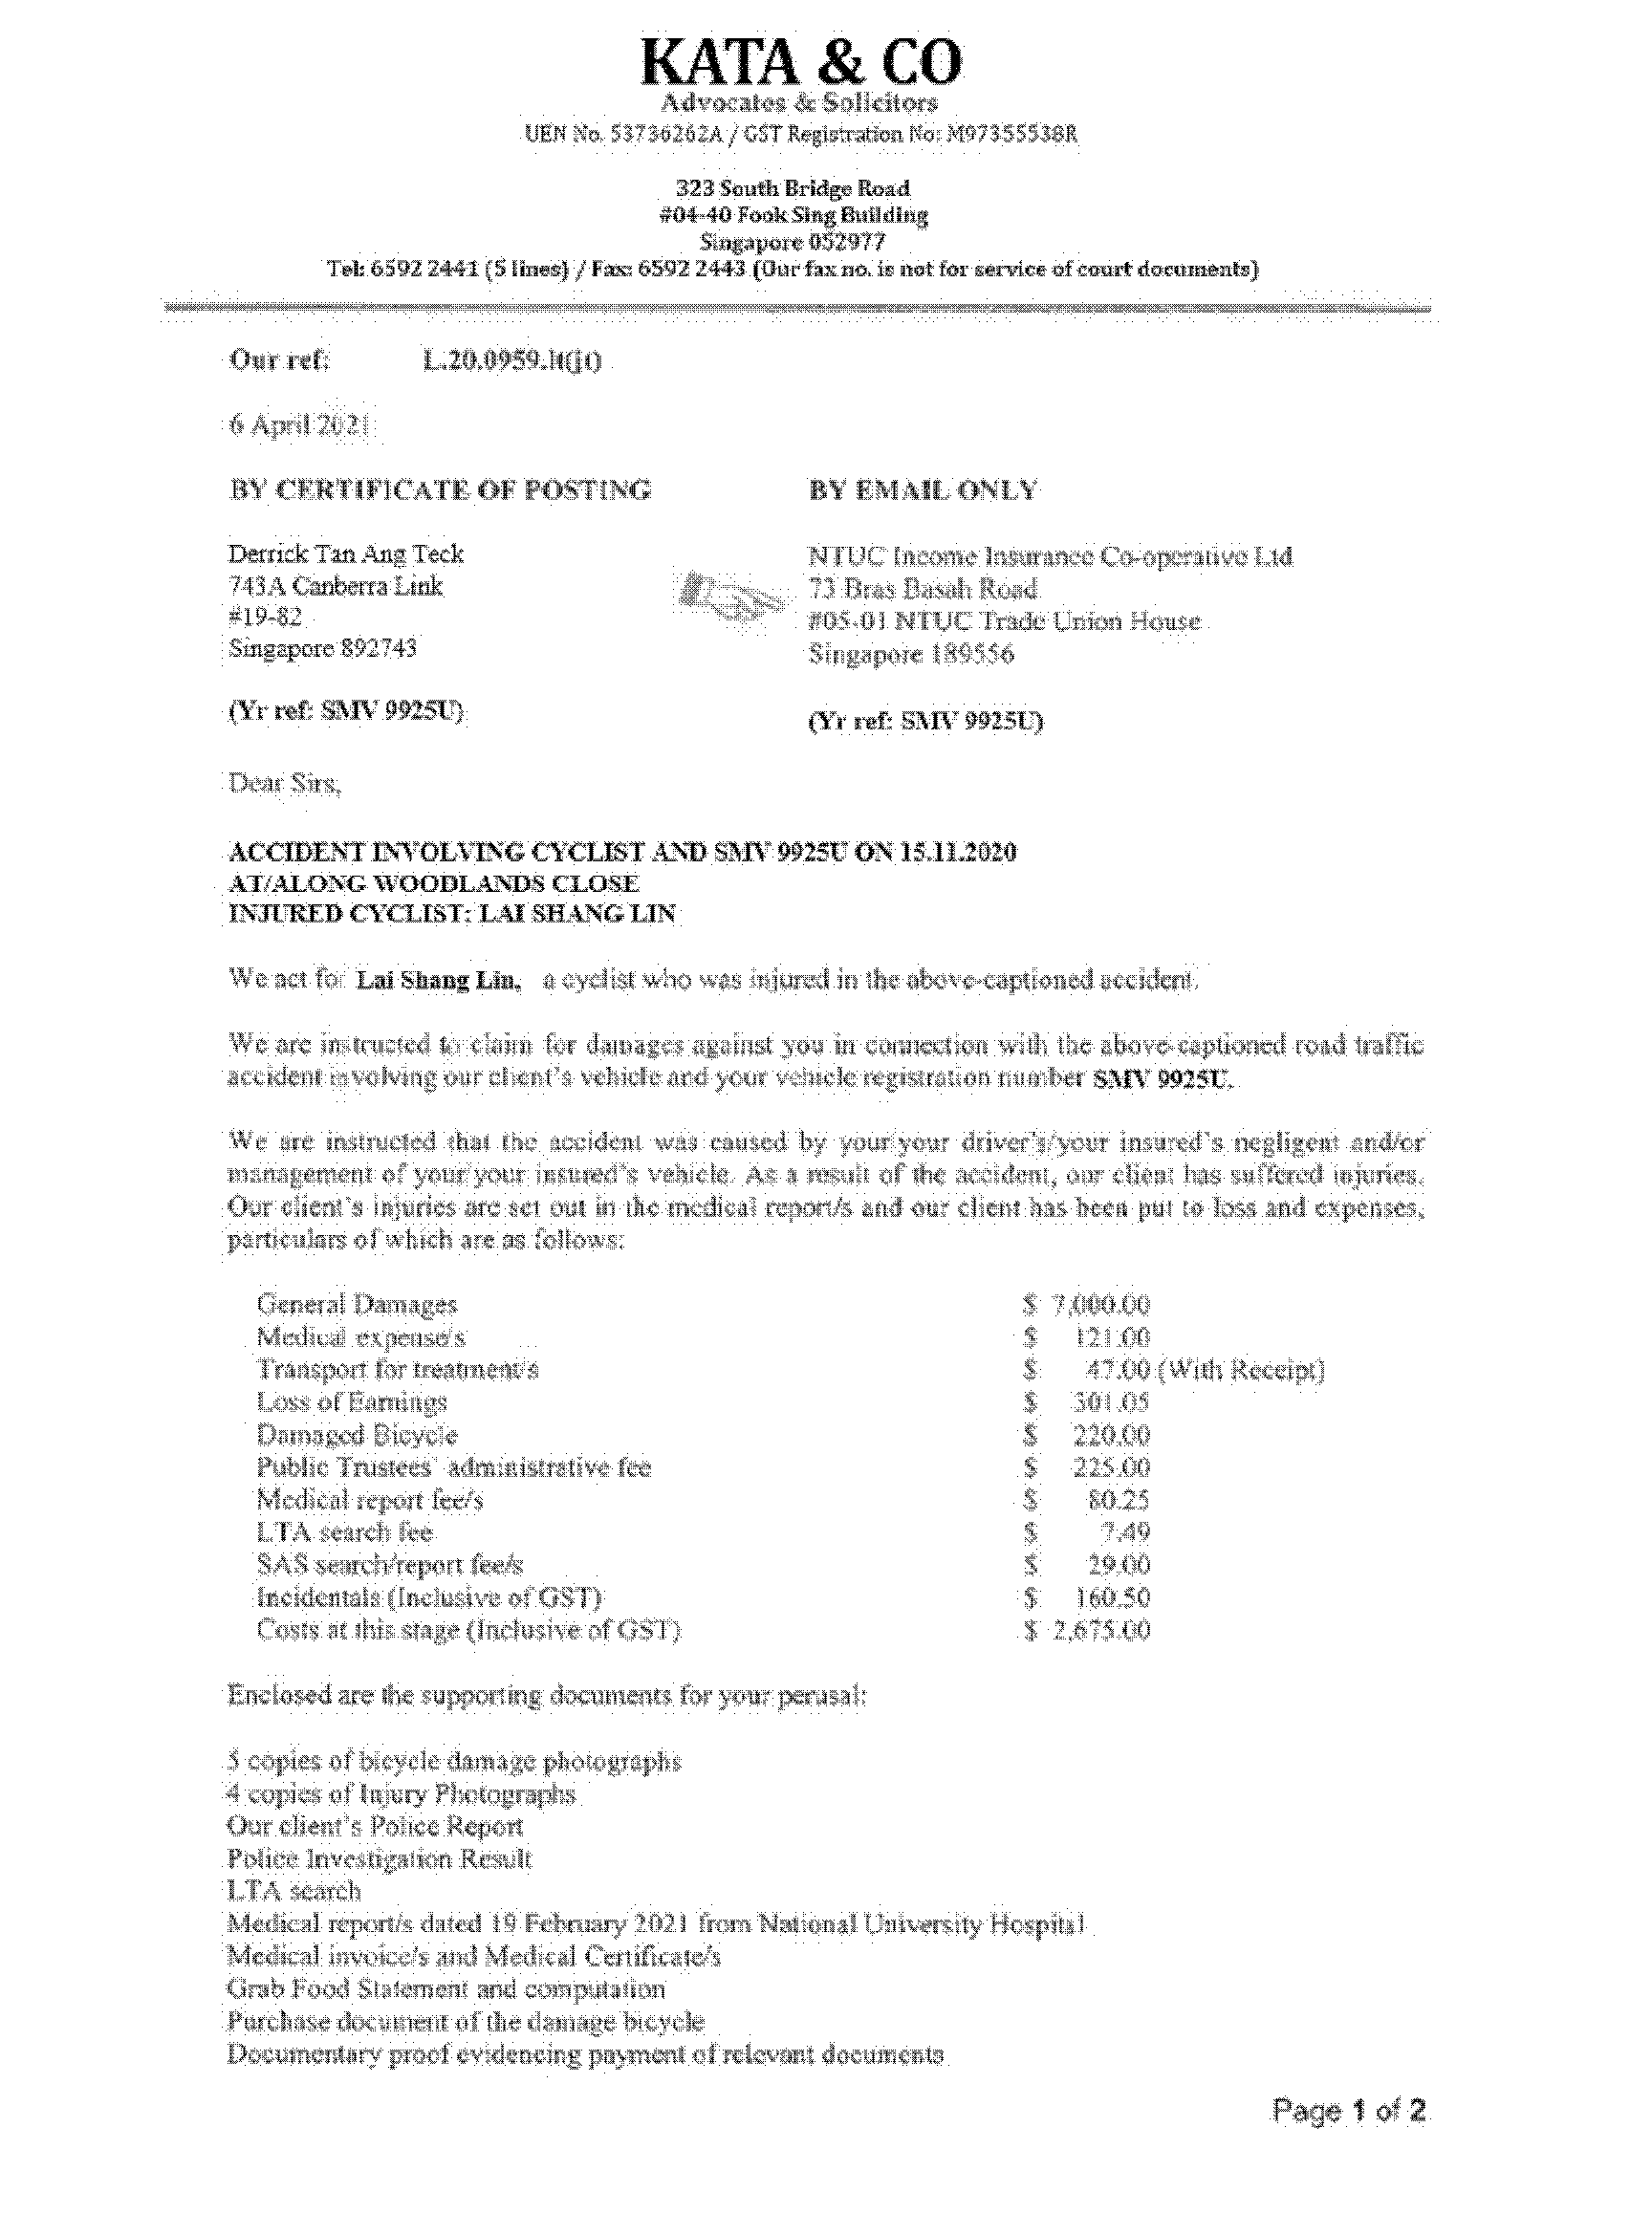 KATA & CO
Advocates & Solicitors
UEN No. 53736262A / GST Registration No: M97355538R
323 South Bridge Road
#04-40 Fook Sing Building
Singapore 052977
Tel: 6592 2441 (5 lines) / Fax: 6592 2443 (Our fax no. is not for service of court documents)
Our ref: L.20.0959.lt(jt)
6 April 2021
BY CERTIFICATE OF POSTING
Derrick Tan Ang Teck
743A Canberra Link
#19-82
Singapore 892743
(Yr ref: SMV 9925U)
BY EMAIL ONLY
NTUC Income Insurance Co-operative Ltd
73 Bras Basah Road
#05-01 NTUC Trade Union House
Singapore 189556
(Yr ref: SMV 9925U)
Dear Sirs,
ACCIDENT INVOLVING CYCLIST AND SMV 9925U ON 15.11.2020
AT/ALONG WOODLANDS CLOSE
INJURED CYCLIST: LAI SHANG LIN
We act for Lai Shang Lin, a cyclist who was injured in the above-captioned accident.
We are instructed to claim for damages against you in connection with the above-captioned road traffic
accident involving our client's vehicle and your vehicle registration number SMV 9925U.
We are instructed that the accident was caused by your/your driver's/your insured's negligent and/or
management of your/your insured's vehicle. As a result of the accident, our client has suffered injuries.
Our client's injuries are set out in the medical report/s and our client has been put to loss and expenses,
particulars of which are as follows:
General Damages $ 7,000.00
Medical expense/s $ 121.00
Transport for treatment/s $ 47.00 (With Receipt)
Loss of Earnings $ 301.05
Damaged Bicycle $ 220.00
Public Trustees' administrative fee $ 225.00
Medical report fee/s $ 80.25
LTA search fee $ 7.49
SAS search/report fee/s $ 29.00
Incidentals (Inclusive of GST) $ 160.50
Costs at this stage (Inclusive of GST) $ 2,675.00
Enclosed are the supporting documents for your perusal:
copies of bicycle damage photographs
4 copies of Injury Photographs
Our client's Police Report
Police Investigation Result
LTA search
Medical report/s dated 19 February 2021 from National University Hospital
Medical invoice/s and Medical Certificate/s
Grab Food Statement and computation
Purchase document of the damage bicycle
Documentary proof evidencing payment of relevant documents
Page 1 of 2